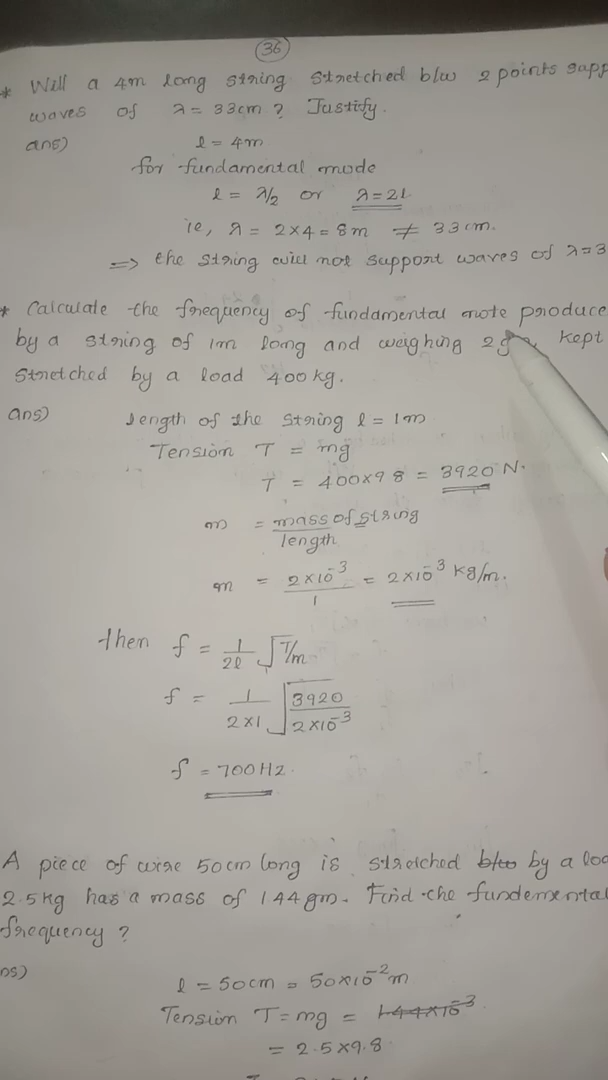 36
* Will a 4m long string stretched b/w 2 points supp
waves of λ = 33cm? Justify.
ans) l = 4m
for fundamental mode
l = λ/2 or λ = 2l
ie, λ = 2×4 = 8m ≠ 33cm.
⇒ the string will not support waves of λ=3
* Calculate the frequency of fundamental note produce
by a string of 1m long and weighing 2g kept
stretched by a load 400kg.
ans) length of the string l = 1m
Tension T = mg
T = 400×9.8 = 3920 N.
m = mass of string
length
m = 2×10⁻³/1 = 2×10⁻³ kg/m.
then f = 1/2l √T/m
f = 1/2×1 √3920/2×10⁻³
f = 700Hz.
A piece of wire 50cm long is stretched by a loa
2.5kg has a mass of 1.44gm. Find the fundemental
frequency?
ns) l = 50cm = 50×10⁻²m
Tension T = mg = 1.44×10⁻³
= 2.5×9.8